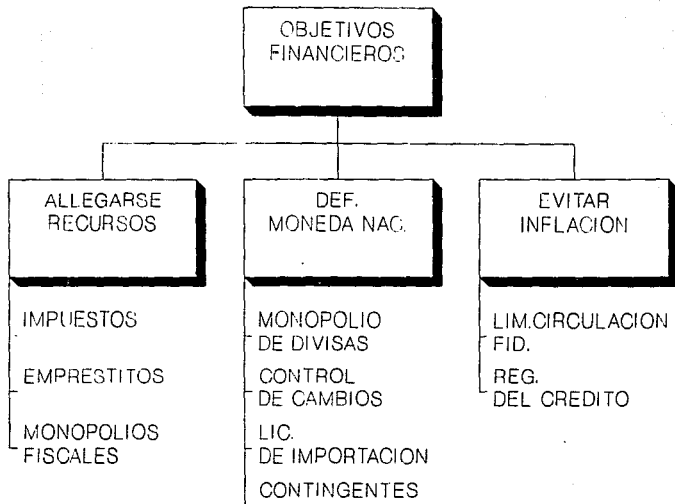 OBJETIVOS
FINANCIEROS
ALLEGARSE
RECURSOS
IMPUESTOS
EMPRESTITOS
MONOPOLIOS
FISCALES
DEF.
MONEDA NAC.
MONOPOLIO
DE DIVISAS
CONTROL
DE CAMBIOS
LIC.
DE IMPORTACION
CONTINGENTES
EVITAR
INFLACION
LIM.CIRCULACION
FID.
REG.
DEL CREDITO